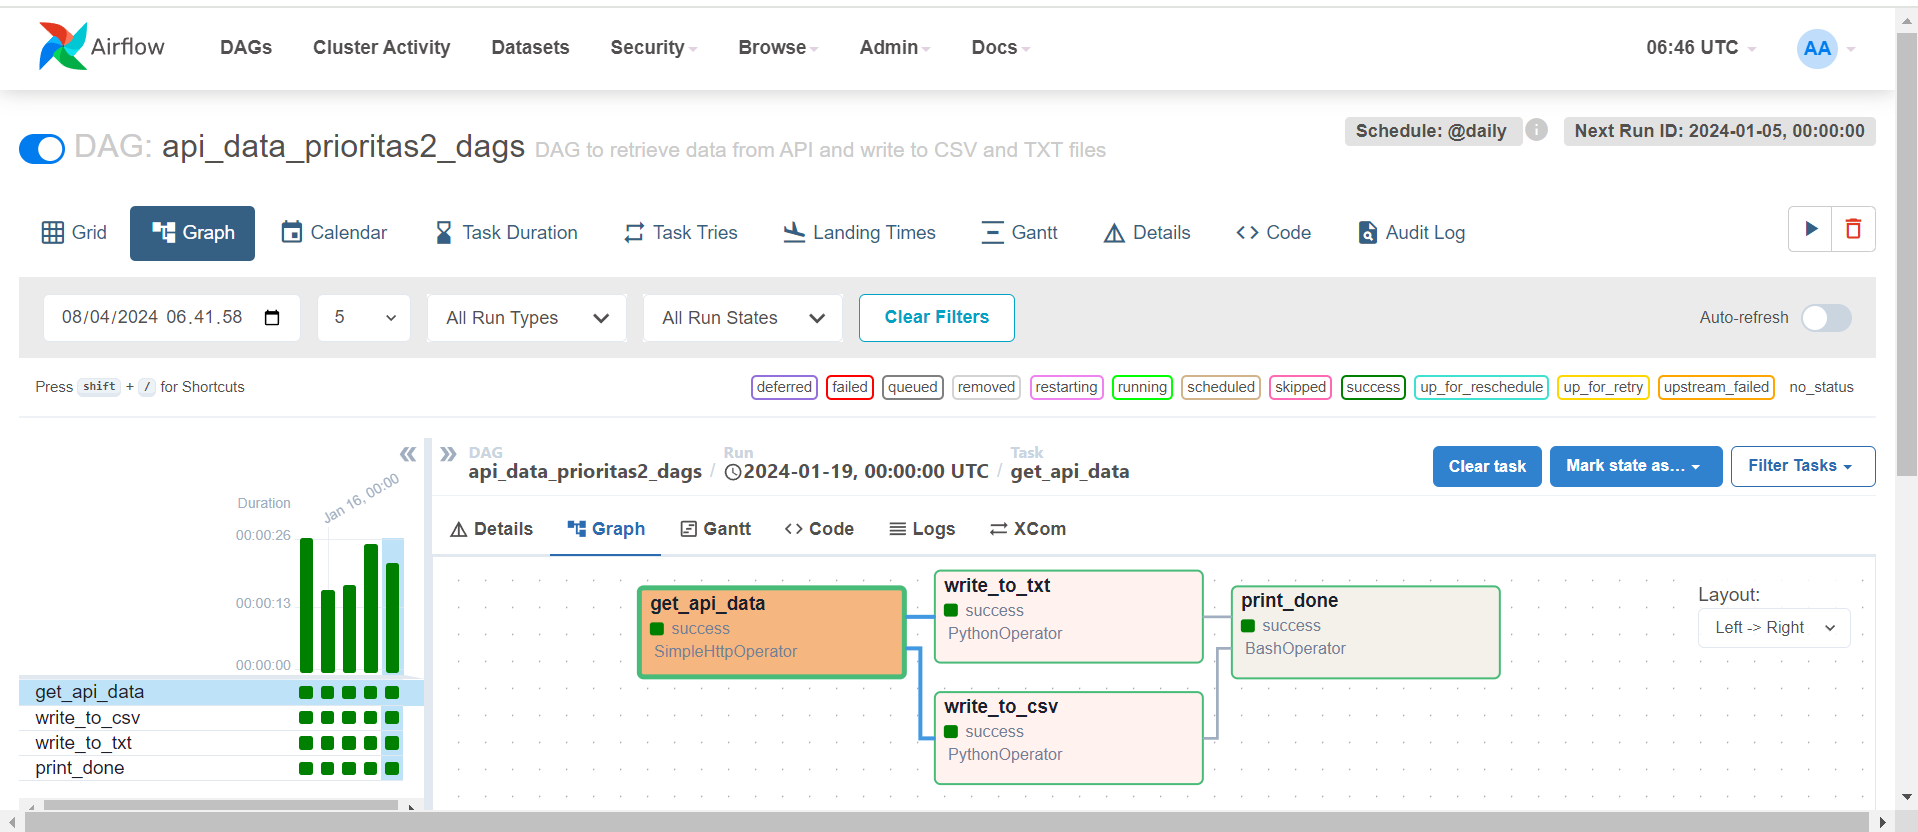 Airflow DAGs Cluster Activity Datasets Security Browse Admin Docs 06:46 UTC AA
DAG: api_data_prioritas2_dags DAG to retrieve data from API and write to CSV and TXT files
Schedule: @daily i Next Run ID: 2024-01-05, 00:00:00
Grid Graph Calendar Task Duration Task Tries Landing Times Gantt Details Code Audit Log
08/04/2024 06.41.58 5 All Run Types All Run States Clear Filters Auto-refresh
Press shift + / for Shortcuts deferred failed queued removed restarting running scheduled skipped success up_for_reschedule up_for_retry upstream_failed no_status
DAG Run Task
api_data_prioritas2_dags / 2024-01-19, 00:00:00 UTC / get_api_data
Clear task Mark state as... Filter Tasks
Jan 16, 00:00
Duration
00:00:26
00:00:13
00:00:00
get_api_data
write_to_csv
write_to_txt
print_done
Details Graph Gantt Code Logs XCom
get_api_data
success
SimpleHttpOperator
write_to_txt
success
PythonOperator
write_to_csv
success
PythonOperator
print_done
success
BashOperator
Layout:
Left -> Right